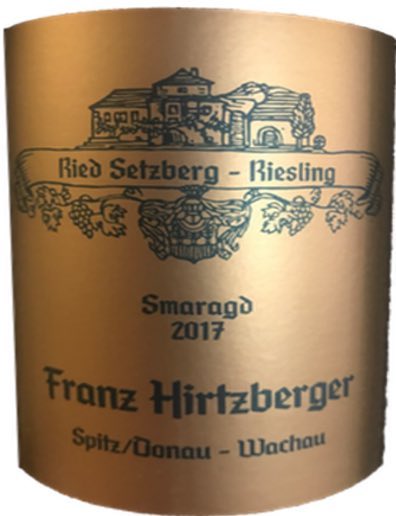 Ried Setzberg - Riesling
Smaragd
2017
Franz Hirtzberger
Spitz/Donau - Wachau